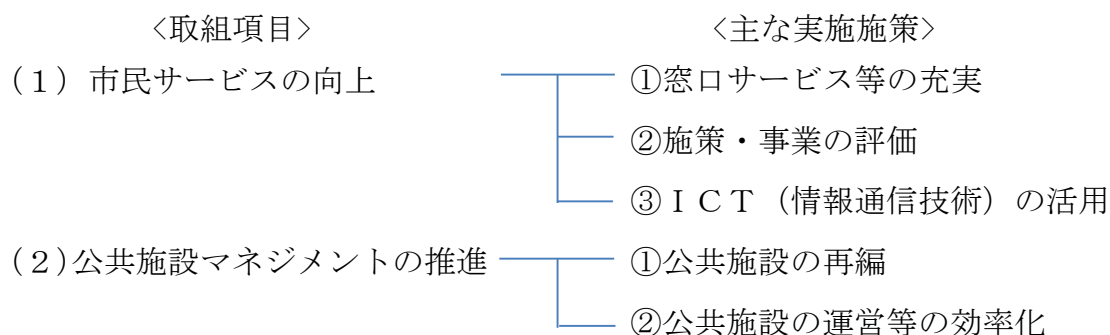 <取組項目> <主な実施施策>
(1) 市民サービスの向上 ①窓口サービス等の充実
②施策・事業の評価
③ICT(情報通信技術)の活用
(2)公共施設マネジメントの推進 ①公共施設の再編
②公共施設の運営等の効率化